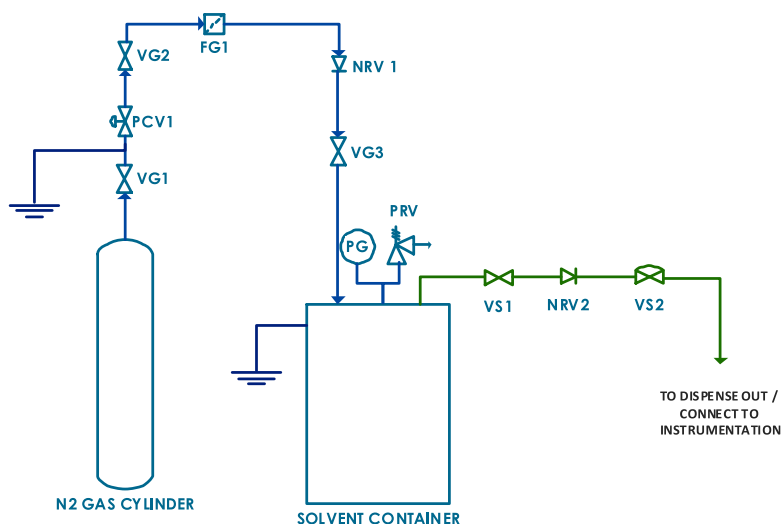 VG2
FG1
NRV 1
PCV1
VG3
VG1
PRV
PG
VS1
NRV2
VS2
TO DISPENSE OUT /
CONNECT TO
INSTRUMENTATION
N2 GAS CYLINDER
SOLVENT CONTAINER